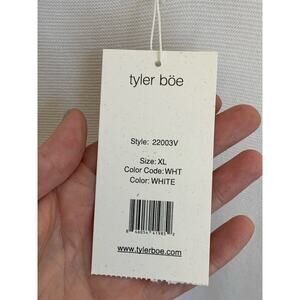 tyler böe
Style: 22003V
Size: XL
Color Code: WHT
Color: WHITE
www.tylerboe.com